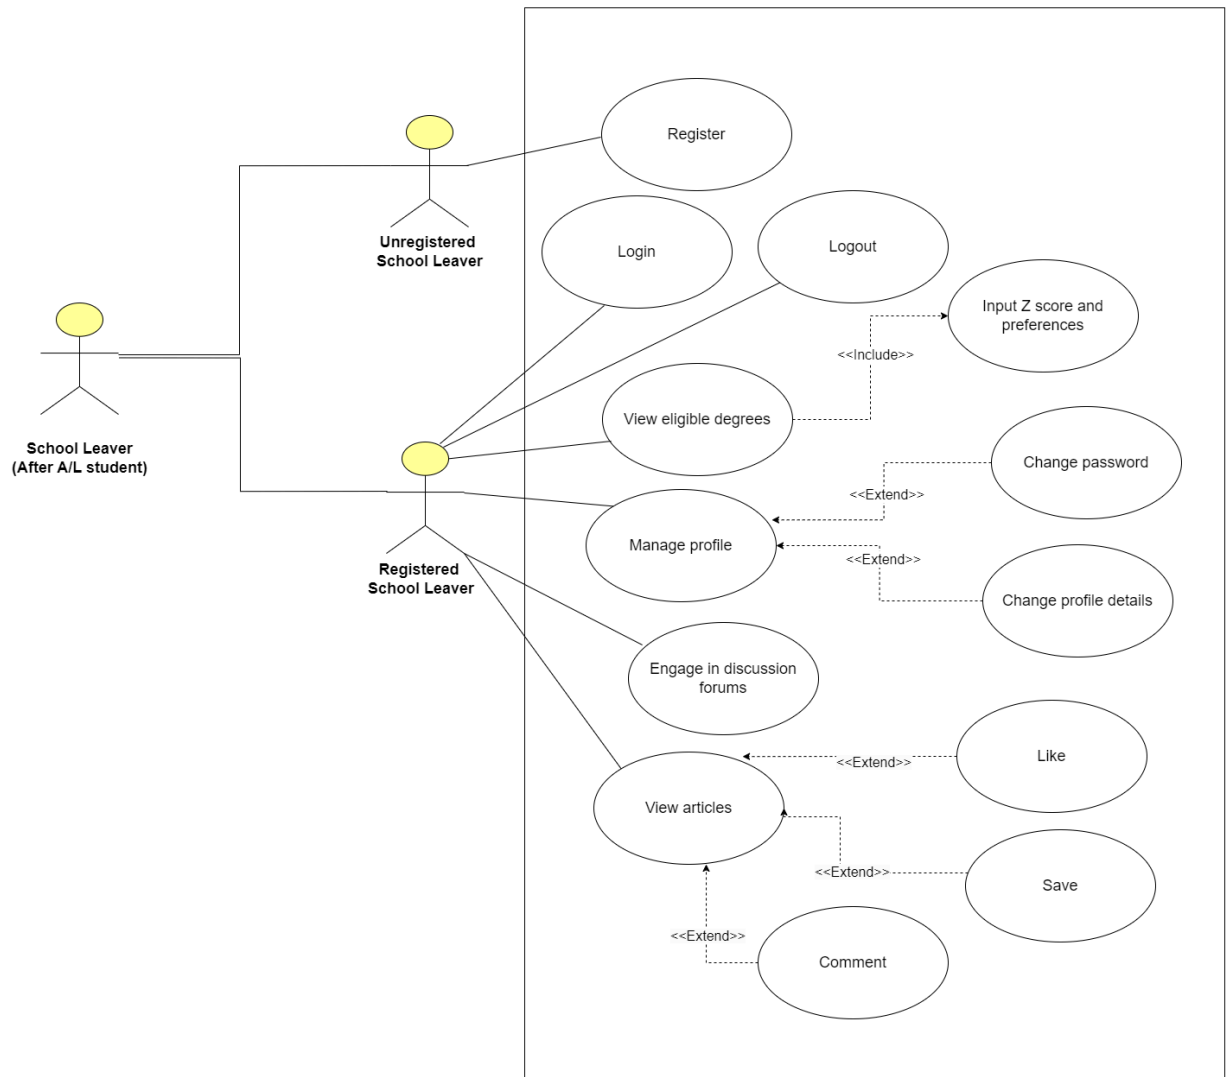 Register
Unregistered
School Leaver
Login
Logout
Input Z score and
preferences
<<Include>>
View eligible degrees
School Leaver
(After A/L student)
Change password
<<Extend>>
Manage profile
<<Extend>>
Registered
School Leaver
Change profile details
Engage in discussion
forums
Like
<<Extend>>
View articles
<<Extend>>
Save
<<Extend>>
Comment